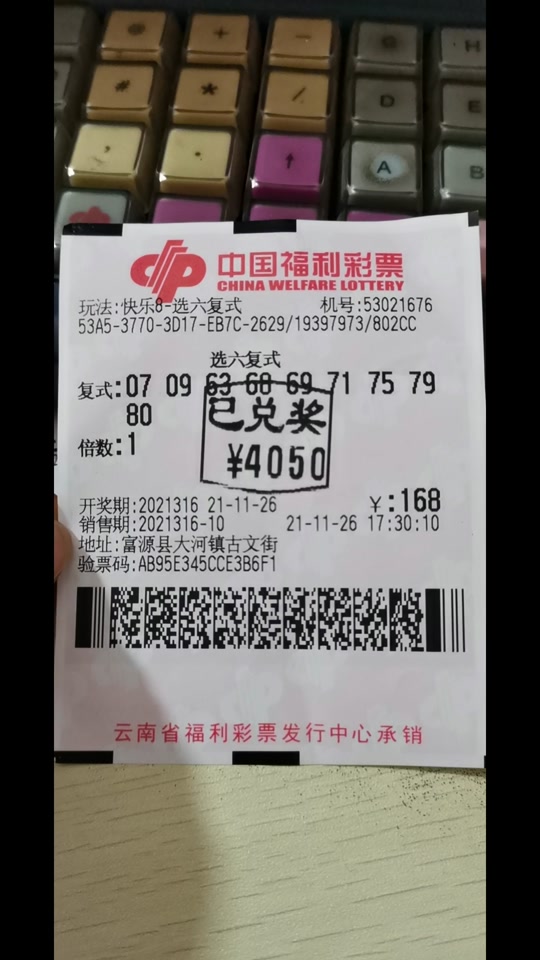 @ + - @ H
# * / D E
. , ↑ A B
中国福利彩票
CHINA WELFARE LOTTERY
玩法:快乐8-选六复式 机号:53021676
53A5-3770-3D17-EB7C-2629/19397973/802CC
选六复式
复式:07 09 63 68 69 71 75 79
80
已兑奖
倍数:1
¥4050
开奖期:2021316 21-11-26 ¥:168
销售期:2021316-10 21-11-26 17:30:10
地址:富源县大河镇古文街
验票码:AB95E345CCE3B6F1
云南省福利彩票发行中心承销